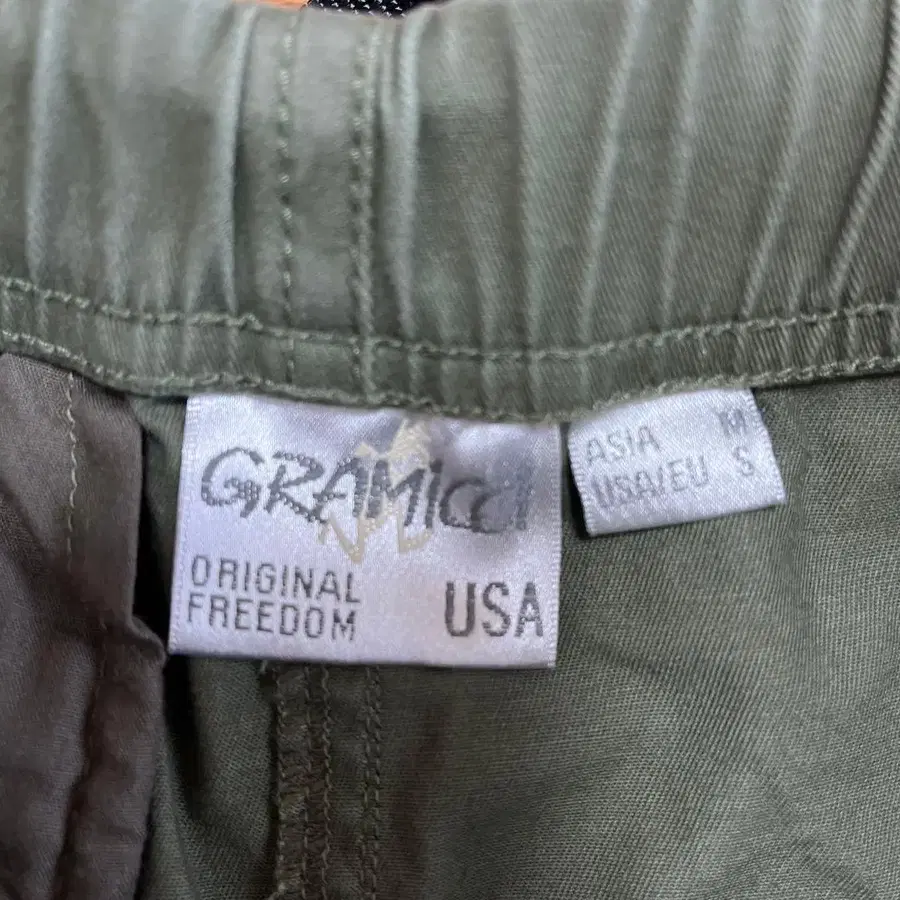 GRAMicci
ORIGINAL
FREEDOM
USA
ASIA M
USA/EU S